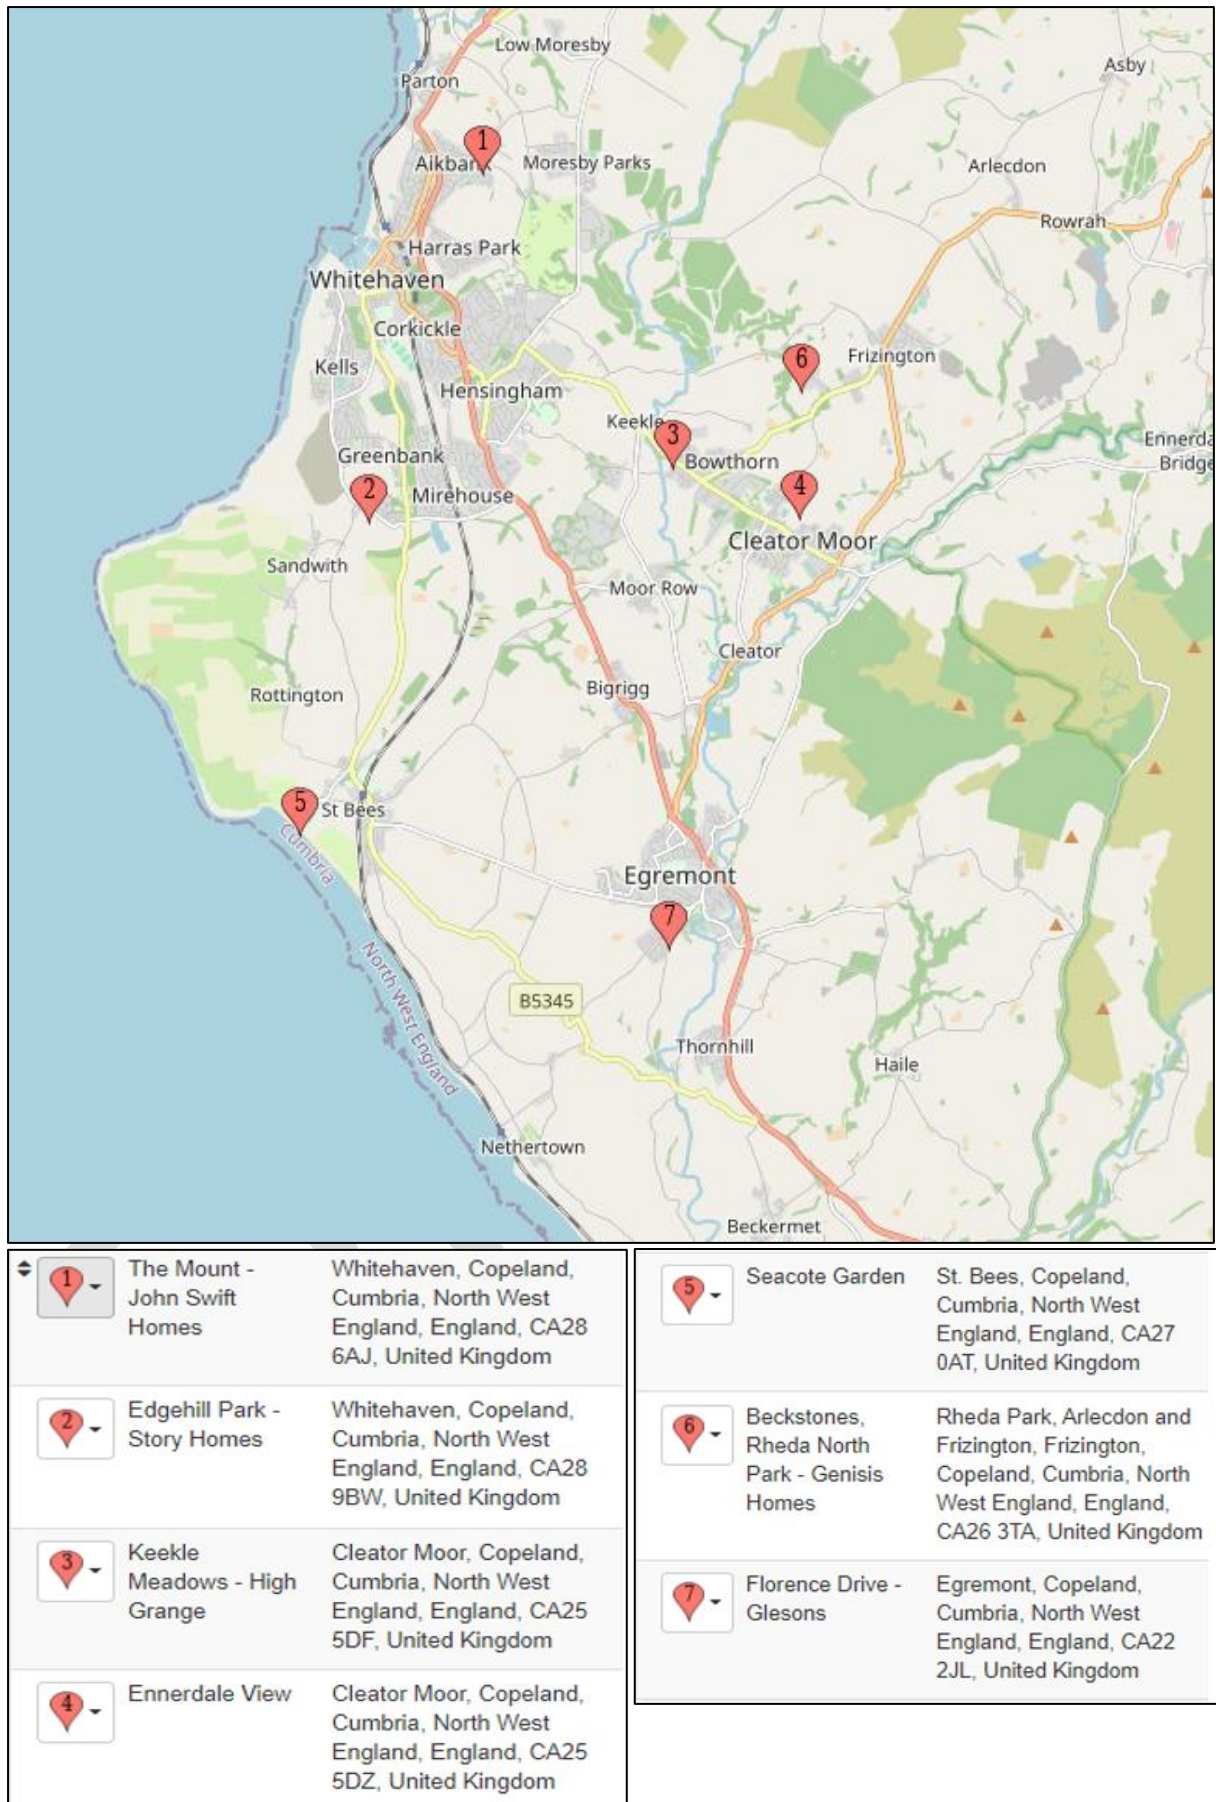 Low Moresby
Asby
Parton
1
Aikbank
Moresby Parks
Arlecdon
Rowrah
Harras Park
Whitehaven
Corkickle
Kells
6
Frizington
Hensingham
Keekle
3
Ennerda
Bridge
Greenbank
Bowthorn
2
Mirehouse
4
Cleator Moor
Sandwith
Moor Row
Cleator
Rottington
Bigrigg
5
St Bees
Cumbria
Egremont
7
North West England
B5345
Thornhill
Haile
Nethertown
Beckermet
1
The Mount -
John Swift
Homes
Whitehaven, Copeland,
Cumbria, North West
England, England, CA28
6AJ, United Kingdom
2
Edgehill Park -
Story Homes
Whitehaven, Copeland,
Cumbria, North West
England, England, CA28
9BW, United Kingdom
3
Keekle
Meadows - High
Grange
Cleator Moor, Copeland,
Cumbria, North West
England, England, CA25
5DF, United Kingdom
4
Ennerdale View
Cleator Moor, Copeland,
Cumbria, North West
England, England, CA25
5DZ, United Kingdom
5
Seacote Garden
St. Bees, Copeland,
Cumbria, North West
England, England, CA27
0AT, United Kingdom
6
Beckstones,
Rheda North
Park - Genisis
Homes
Rheda Park, Arlecdon and
Frizington, Frizington,
Copeland, Cumbria, North
West England, England,
CA26 3TA, United Kingdom
7
Florence Drive -
Glesons
Egremont, Copeland,
Cumbria, North West
England, England, CA22
2JL, United Kingdom